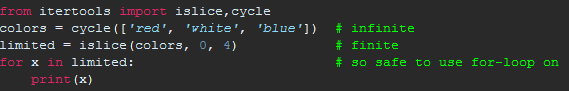 from itertools import islice,cycle
colors = cycle(['red', 'white', 'blue'])  # infinite
limited = islice(colors, 0, 4)            # finite
for x in limited:                         # so safe to use for-loop on
    print(x)